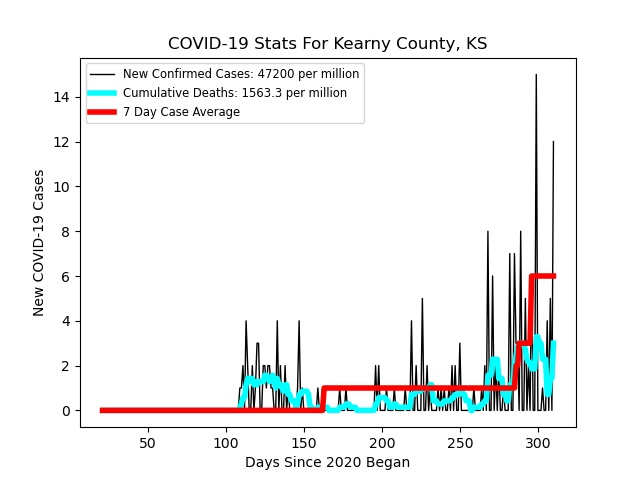 COVID-19 Stats For Kearny County, KS
New Confirmed Cases: 47200 per million
Cumulative Deaths: 1563.3 per million
7 Day Case Average
New COVID-19 Cases
14
12
10
8
6
4
2
0
50 100 150 200 250 300
Days Since 2020 Began